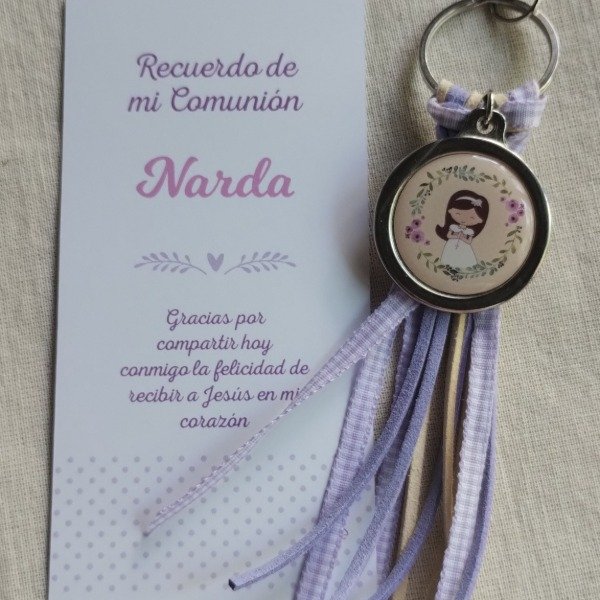 Recuerdo de
mi Comunión
Narda
Gracias por
compartir hoy
conmigo la felicidad de
recibir a Jesús en mi
corazón